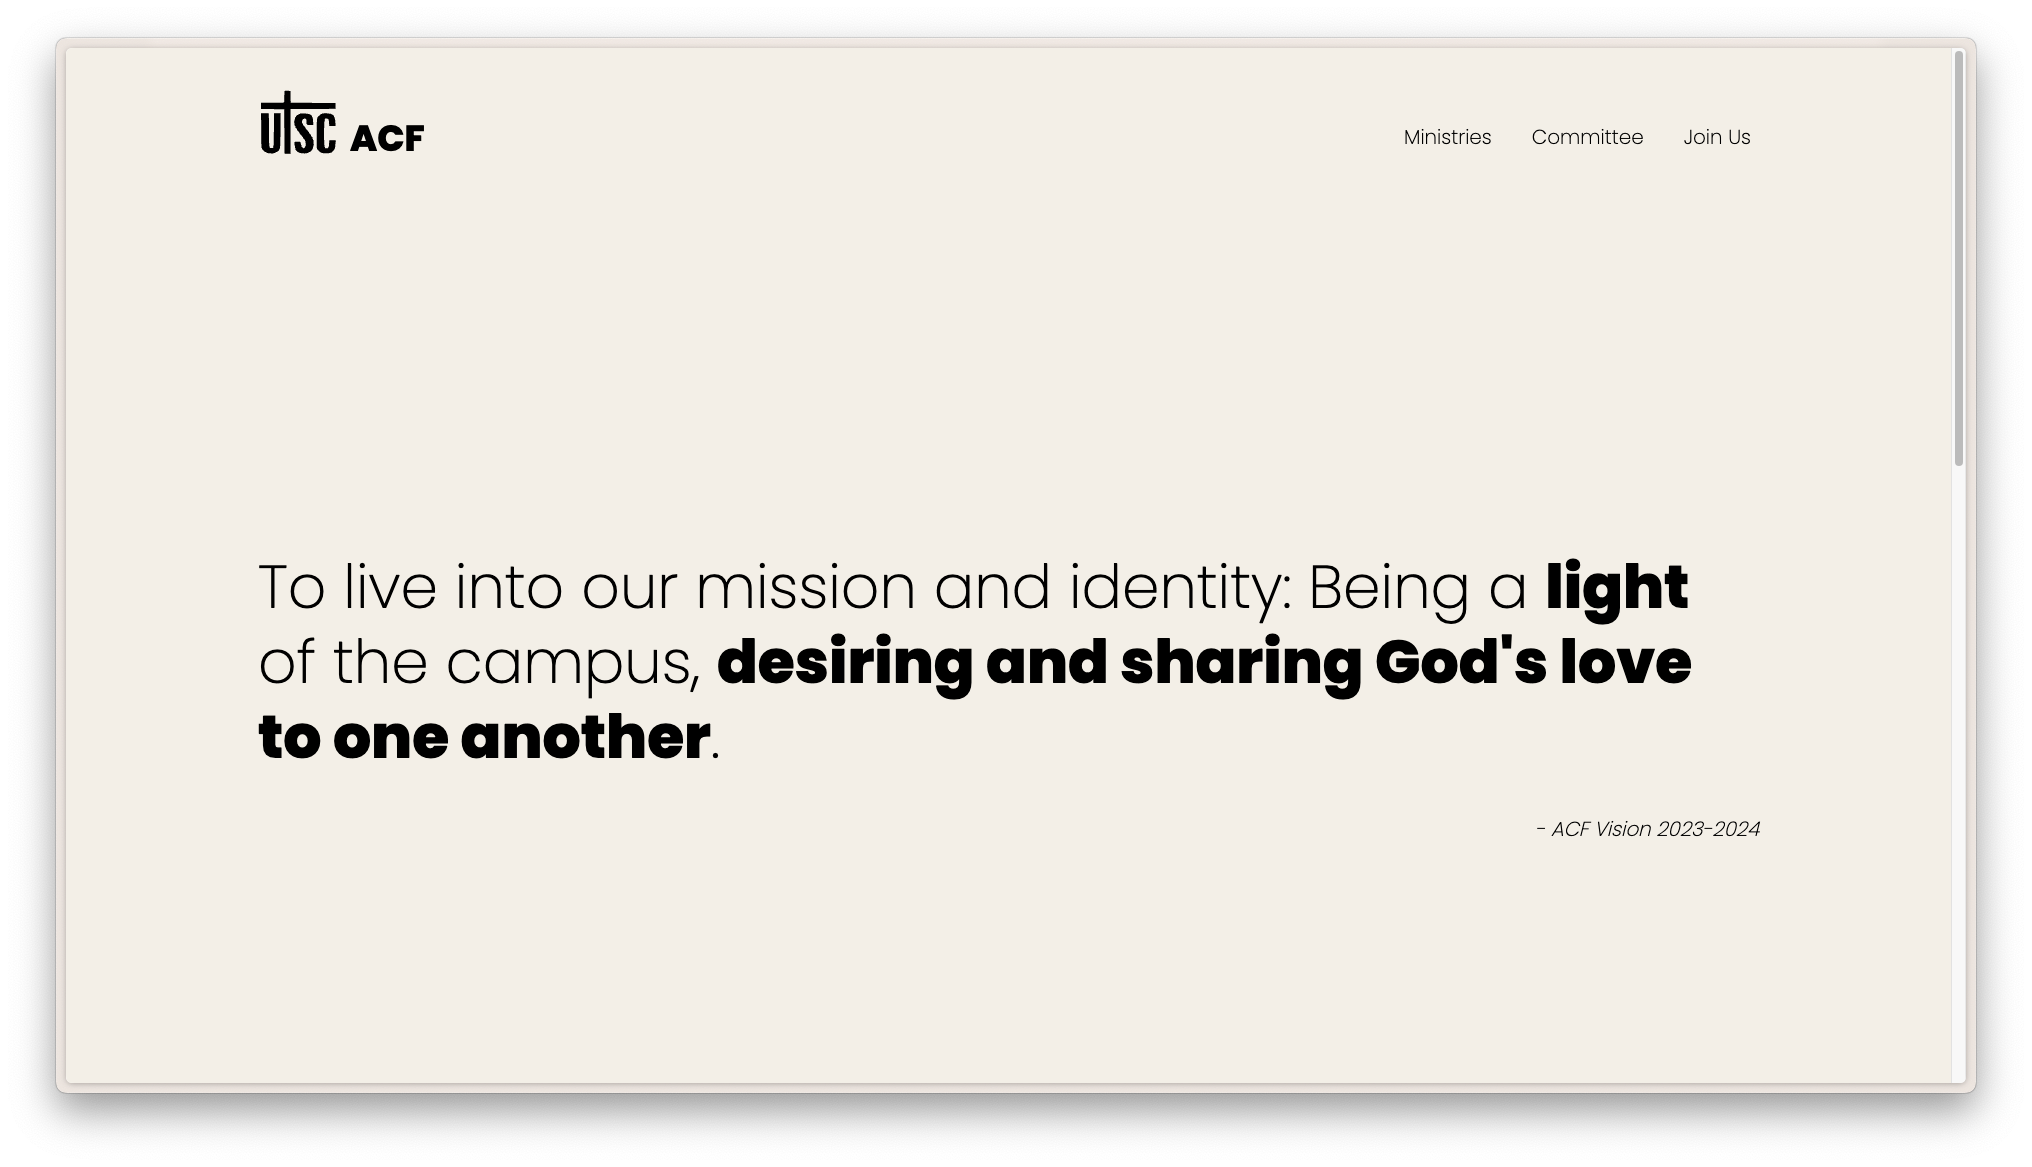 UTSC ACF
Ministries Committee Join Us
To live into our mission and identity: Being a light
of the campus, desiring and sharing God's love
to one another.
- ACF Vision 2023-2024